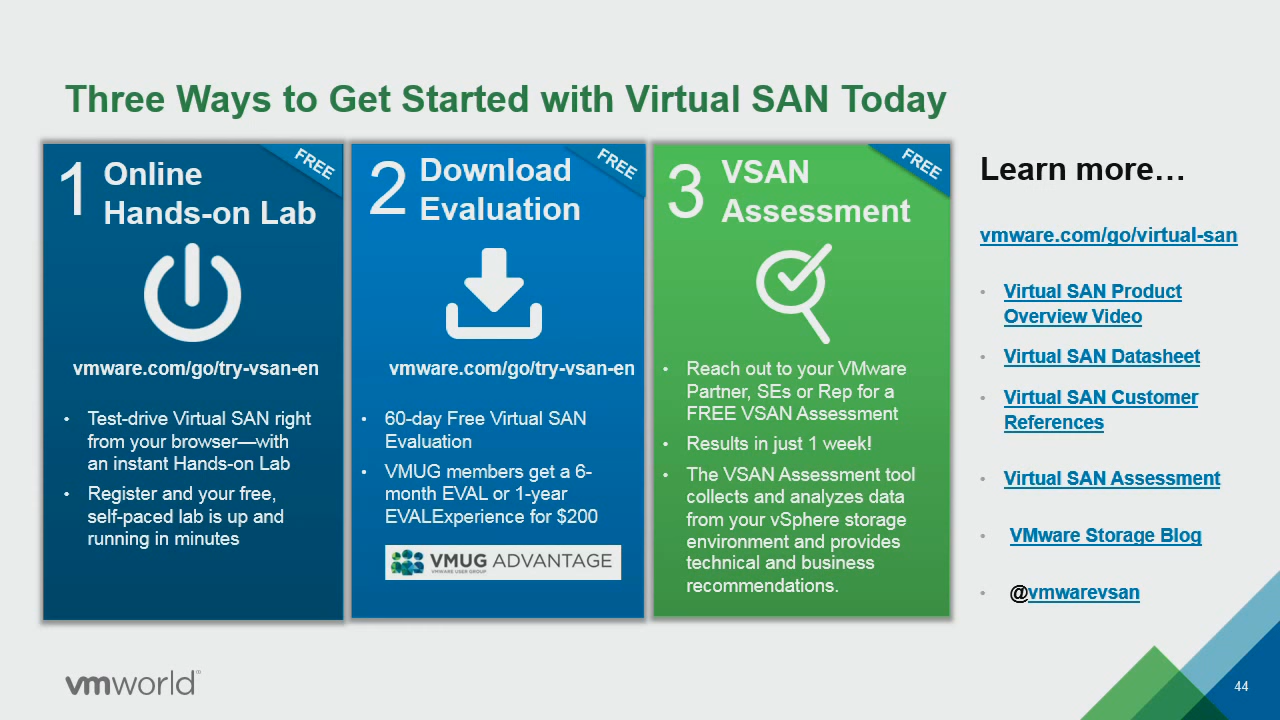 Three Ways to Get Started with Virtual SAN Today
1
Online
Hands-on Lab
FREE
vmware.com/go/try-vsan-en
• Test-drive Virtual SAN right
from your browser—with
an instant Hands-on Lab
• Register and your free,
self-paced lab is up and
running in minutes
2
Download
Evaluation
FREE
vmware.com/go/try-vsan-en
• 60-day Free Virtual SAN
Evaluation
• VMUG members get a 6-
month EVAL or 1-year
EVALExperience for $200
VMUG ADVANTAGE
VMWARE USER GROUP
3
VSAN
Assessment
FREE
• Reach out to your VMware
Partner, SEs or Rep for a
FREE VSAN Assessment
• Results in just 1 week!
• The VSAN Assessment tool
collects and analyzes data
from your vSphere storage
environment and provides
technical and business
recommendations.
Learn more…
vmware.com/go/virtual-san
• Virtual SAN Product
Overview Video
• Virtual SAN Datasheet
• Virtual SAN Customer
References
• Virtual SAN Assessment
• VMware Storage Blog
• @vmwarevsan
vmworld®
44